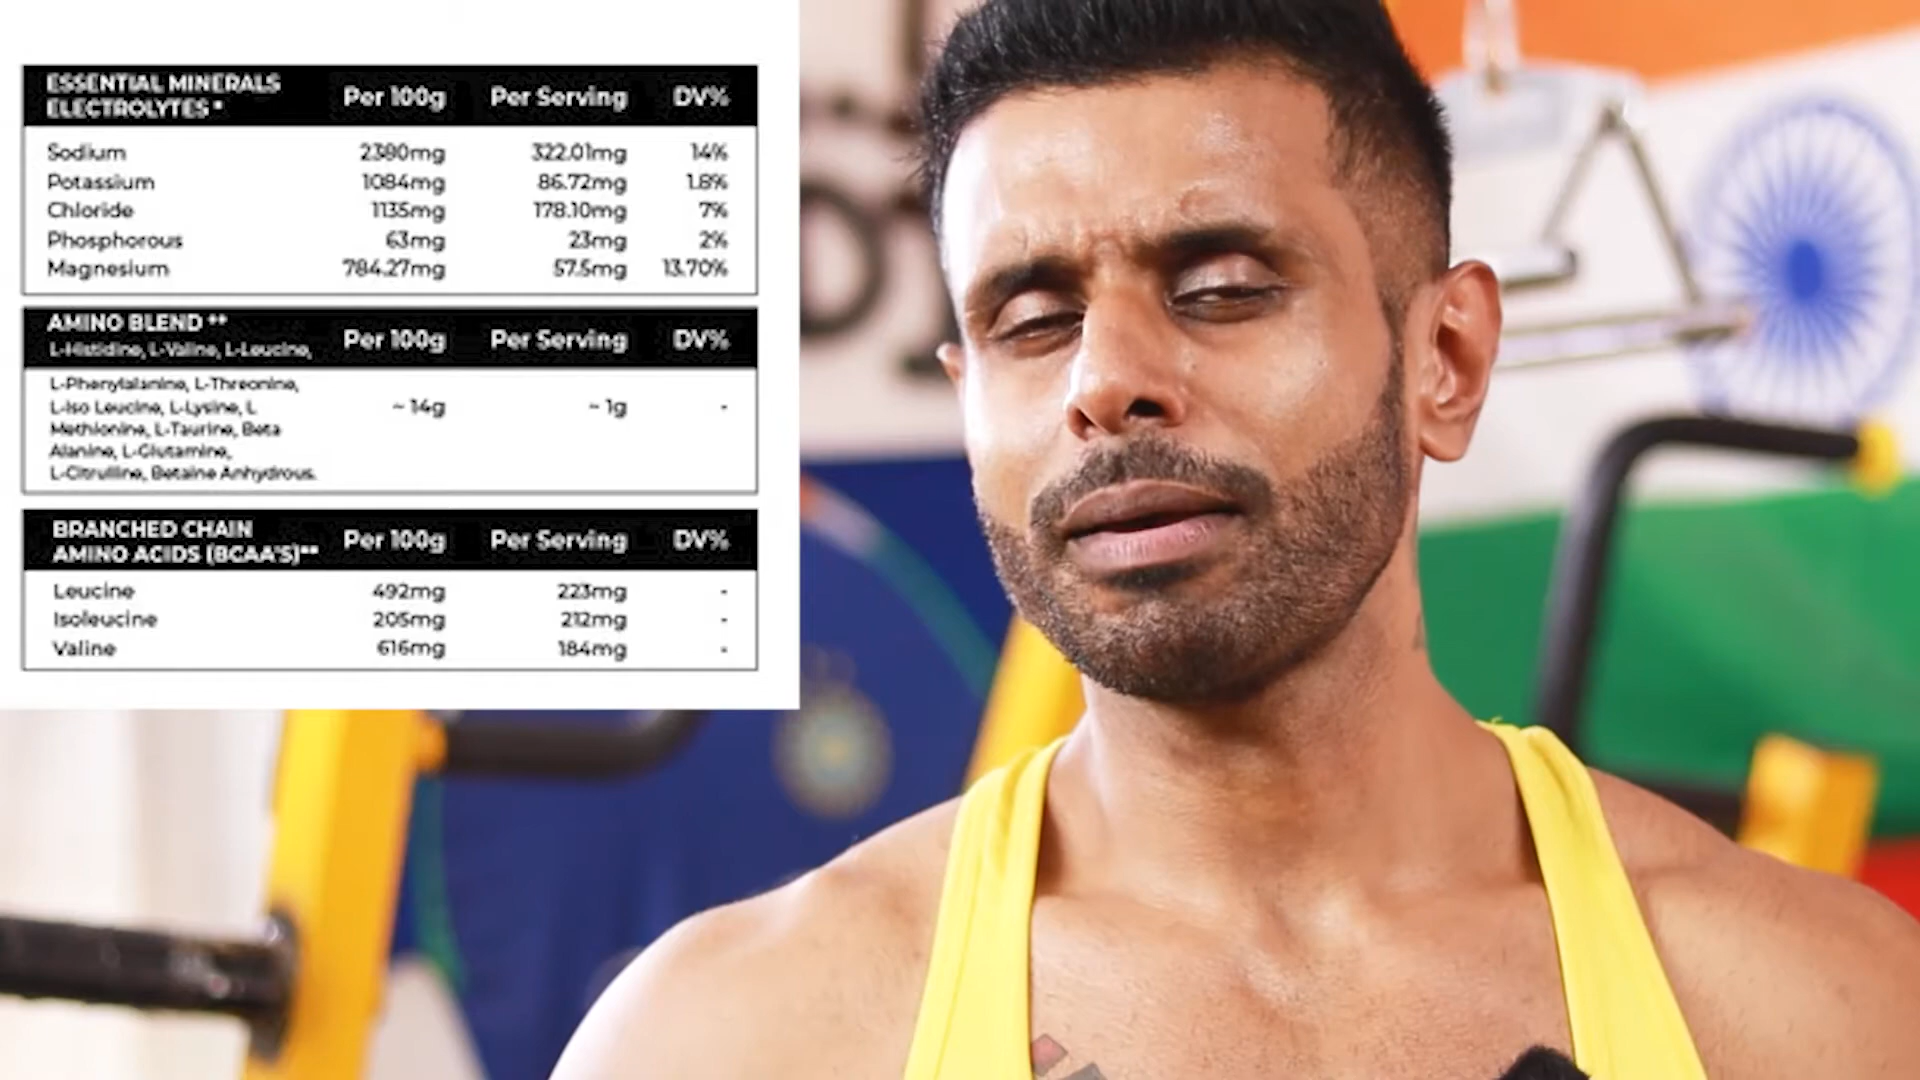 ESSENTIAL MINERALS
ELECTROLYTES * Per 100g Per Serving DV%
Sodium 2380mg 322.01mg 14%
Potassium 1084mg 86.72mg 1.8%
Chloride 1135mg 178.10mg 7%
Phosphorous 63mg 23mg 2%
Magnesium 784.27mg 57.5mg 13.70%
AMINO BLEND **
L-Histidine, L-Valine, L-Leucine, Per 100g Per Serving DV%
L-Phenylalanine, L-Threonine,
L-Iso Leucine, L-Lysine, L ~ 14g ~ 1g -
Methionine, L-Taurine, Beta
Alanine, L-Glutamine,
L-Citrulline, Betaine Anhydrous.
BRANCHED CHAIN
AMINO ACIDS (BCAA'S)** Per 100g Per Serving DV%
Leucine 492mg 223mg -
Isoleucine 205mg 212mg -
Valine 616mg 184mg -